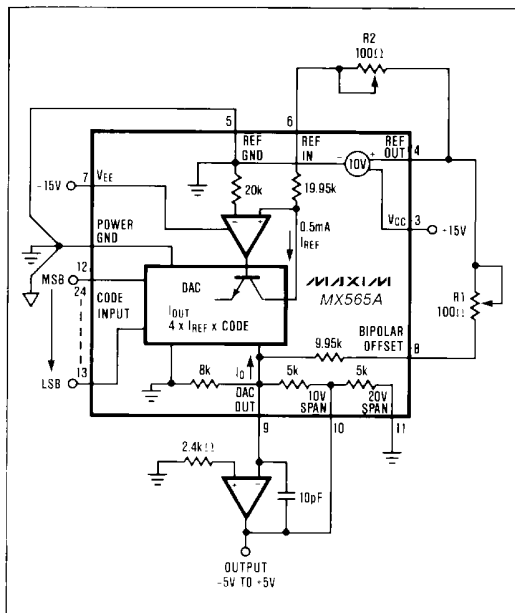 R2
100Ω
5
6
REF
GND
REF
IN
REF
OUT
4
10V
-
+
-15V
7
VEE
20k
19.95k
VCC
3
-15V
-
+
0.5mA
IREF
POWER
GND
MSB
12
24
CODE
INPUT
DAC
IOUT
4 x IREF x CODE
MAXIM
MX565A
R1
100Ω
9.95k
BIPOLAR
OFFSET
8
13
LSB
8k
IO
DAC
OUT
5k
10V
SPAN
5k
20V
SPAN
9
10
11
2.4kΩ
+
-
10pF
OUTPUT
-5V TO +5V